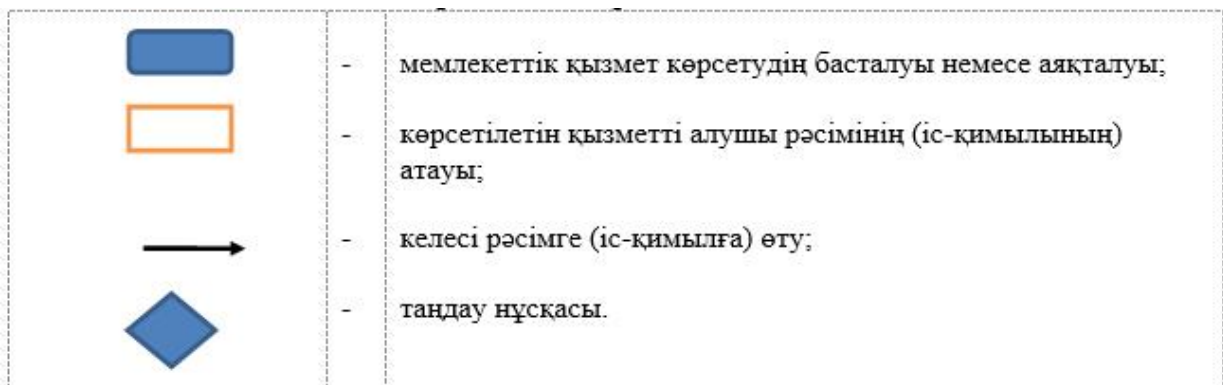 - мемлекеттік қызмет көрсетудің басталуы немесе аяқталуы;
- көрсетілетін қызметті алушы рәсімінің (іс-қимылының)
атауы;
- келесі рәсімге (іс-қимылға) өту;
- таңдау нұсқасы.